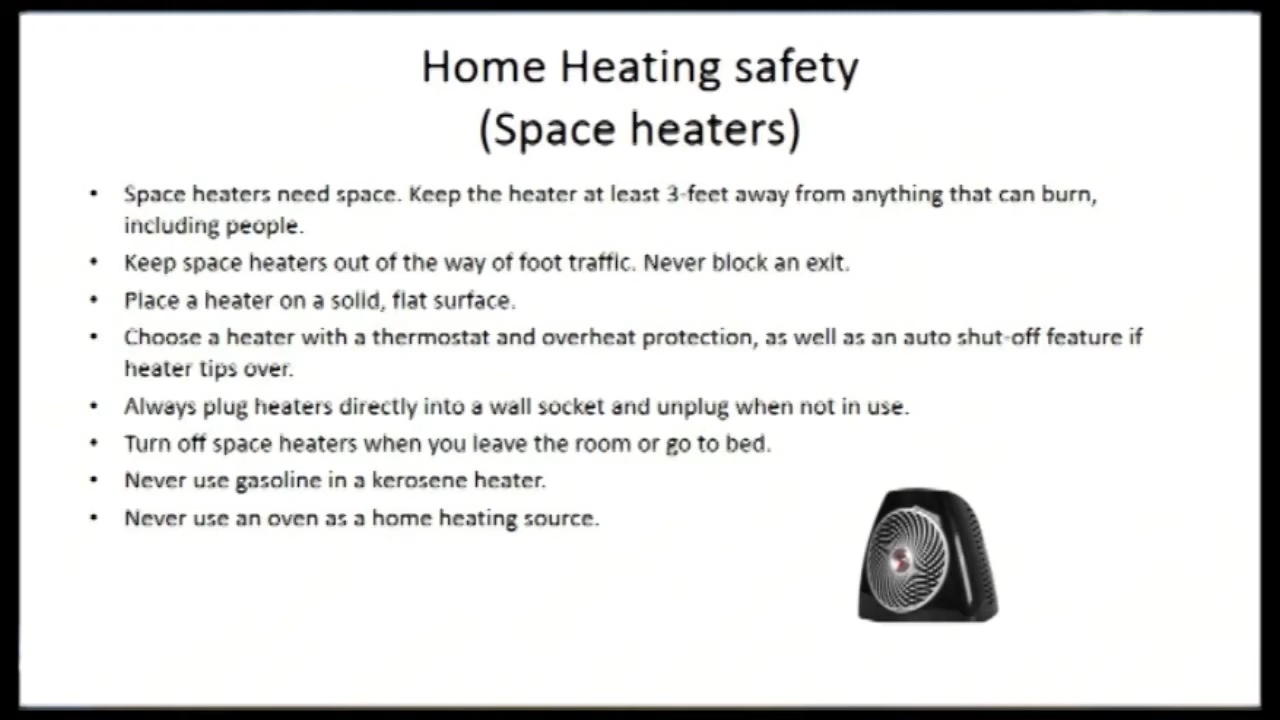 Home Heating safety
(Space heaters)
• Space heaters need space. Keep the heater at least 3-feet away from anything that can burn,
including people.
• Keep space heaters out of the way of foot traffic. Never block an exit.
• Place a heater on a solid, flat surface.
• Choose a heater with a thermostat and overheat protection, as well as an auto shut-off feature if
heater tips over.
• Always plug heaters directly into a wall socket and unplug when not in use.
• Turn off space heaters when you leave the room or go to bed.
• Never use gasoline in a kerosene heater.
• Never use an oven as a home heating source.